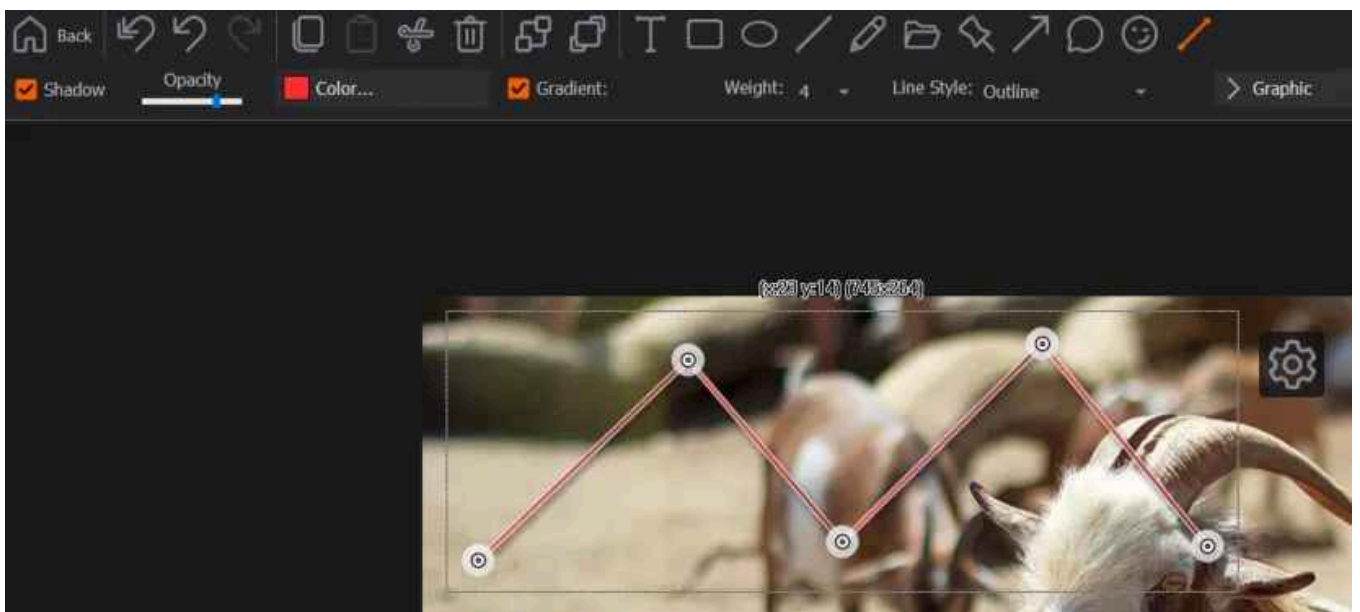 Back
Shadow Opacity Color... Gradient: Weight: 4 Line Style: Outline Graphic
(x:23 y:14) (745x264)